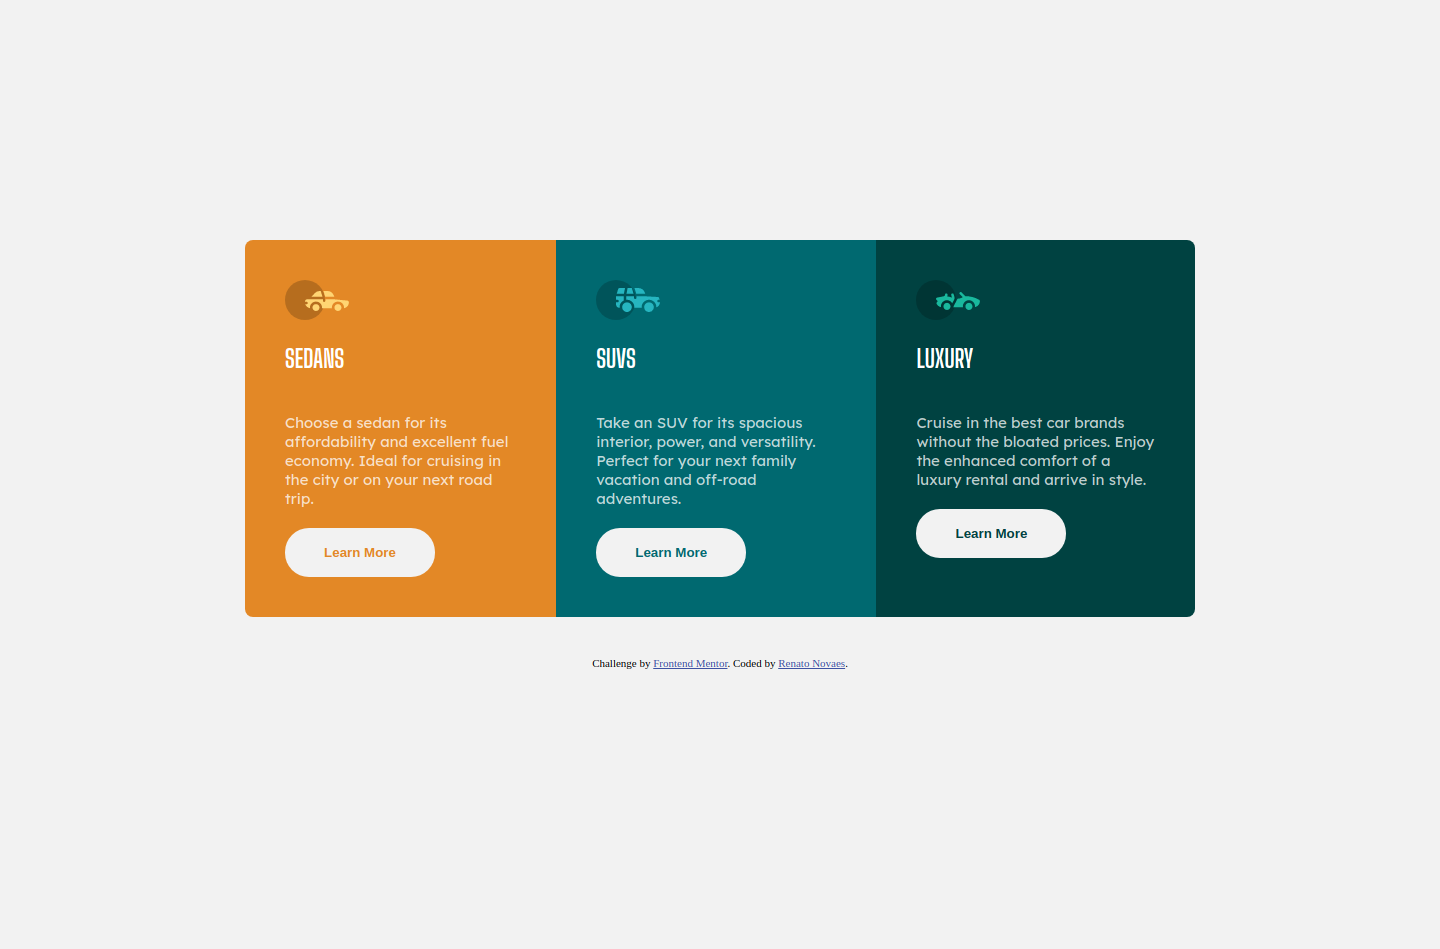 SEDANS
Choose a sedan for its
affordability and excellent fuel
economy. Ideal for cruising in
the city or on your next road
trip.
Learn More
SUVS
Take an SUV for its spacious
interior, power, and versatility.
Perfect for your next family
vacation and off-road
adventures.
Learn More
LUXURY
Cruise in the best car brands
without the bloated prices. Enjoy
the enhanced comfort of a
luxury rental and arrive in style.
Learn More
Challenge by Frontend Mentor. Coded by Renato Novaes.